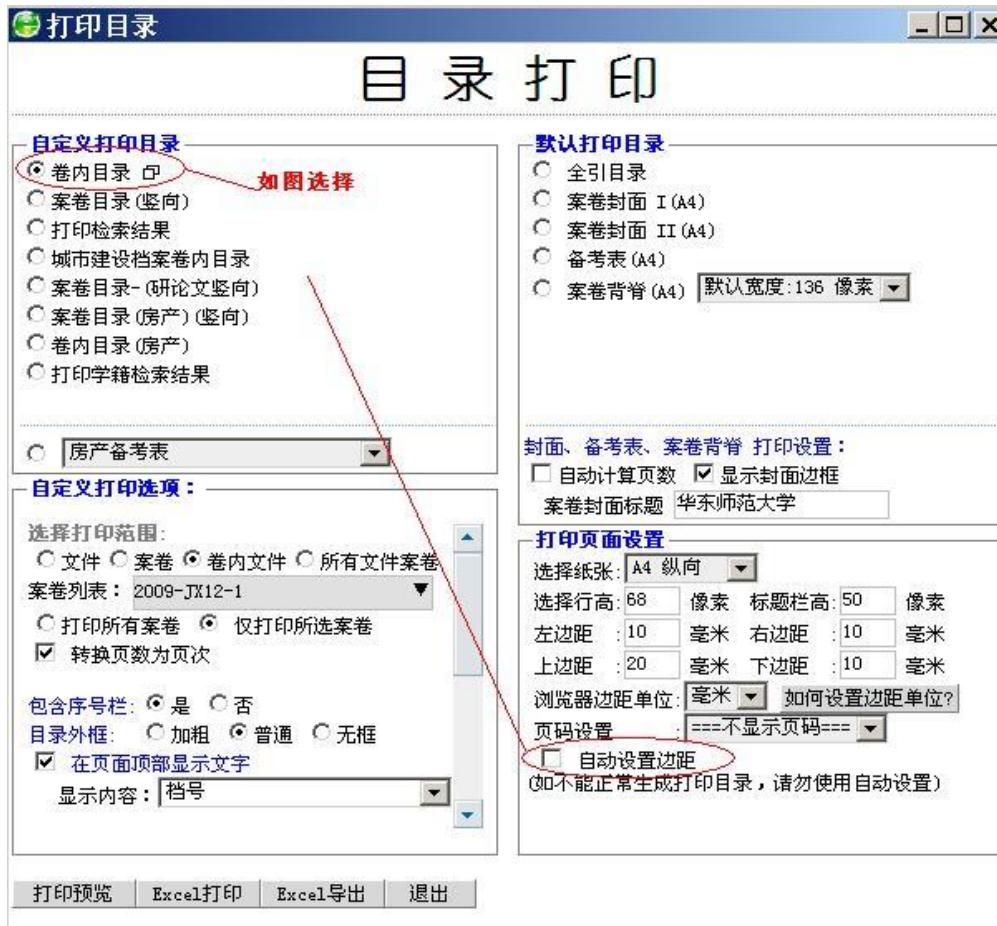 打印目录
目录打印
自定义打印目录
卷内目录
如图选择
案卷目录(竖向)
打印检索结果
城市建设档案卷内目录
案卷目录-(研论文竖向)
案卷目录(房产)(竖向)
卷内目录(房产)
打印学籍检索结果
房产备考表
默认打印目录
全引目录
案卷封面 I(A4)
案卷封面 II(A4)
备考表(A4)
案卷背脊(A4) 默认宽度:136 像素
封面、备考表、案卷背脊 打印设置：
自动计算页数 显示封面边框
案卷封面标题 华东师范大学
自定义打印选项：
选择打印范围:
文件 案卷 卷内文件 所有文件案卷
案卷列表： 2009-JX12-1
打印所有案卷 仅打印所选案卷
转换页数为页次
包含序号栏: 是 否
目录外框: 加粗 普通 无框
在页面顶部显示文字
显示内容：档号
打印页面设置
选择纸张: A4 纵向
选择行高: 68 像素 标题栏高: 50 像素
左边距 : 10 毫米 右边距 : 10 毫米
上边距 : 20 毫米 下边距 : 10 毫米
浏览器边距单位: 毫米 如何设置边距单位?
页码设置 : ===不显示页码===
自动设置边距
(如不能正常生成打印目录，请勿使用自动设置)
打印预览 Excel打印 Excel导出 退出